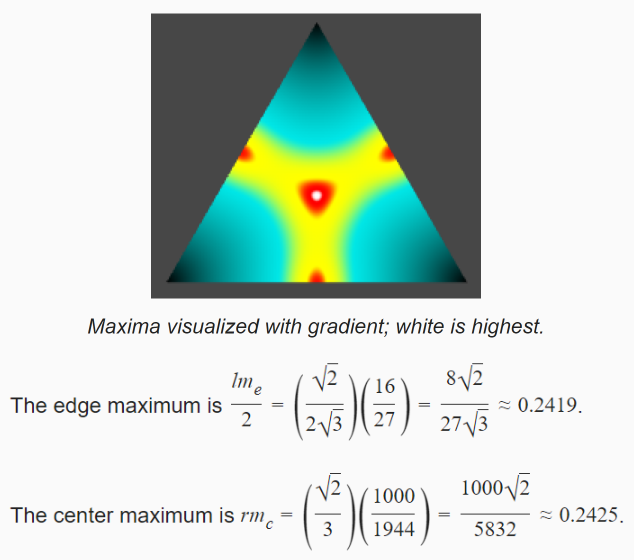 Maxima visualized with gradient; white is highest.
The edge maximum is \frac{lm_e}{2} = \left(\frac{\sqrt{2}}{2\sqrt{3}}\right)\left(\frac{16}{27}\right) = \frac{8\sqrt{2}}{27\sqrt{3}} ≈ 0.2419.
The center maximum is rm_c = \left(\frac{\sqrt{2}}{3}\right)\left(\frac{1000}{1944}\right) = \frac{1000\sqrt{2}}{5832} ≈ 0.2425.